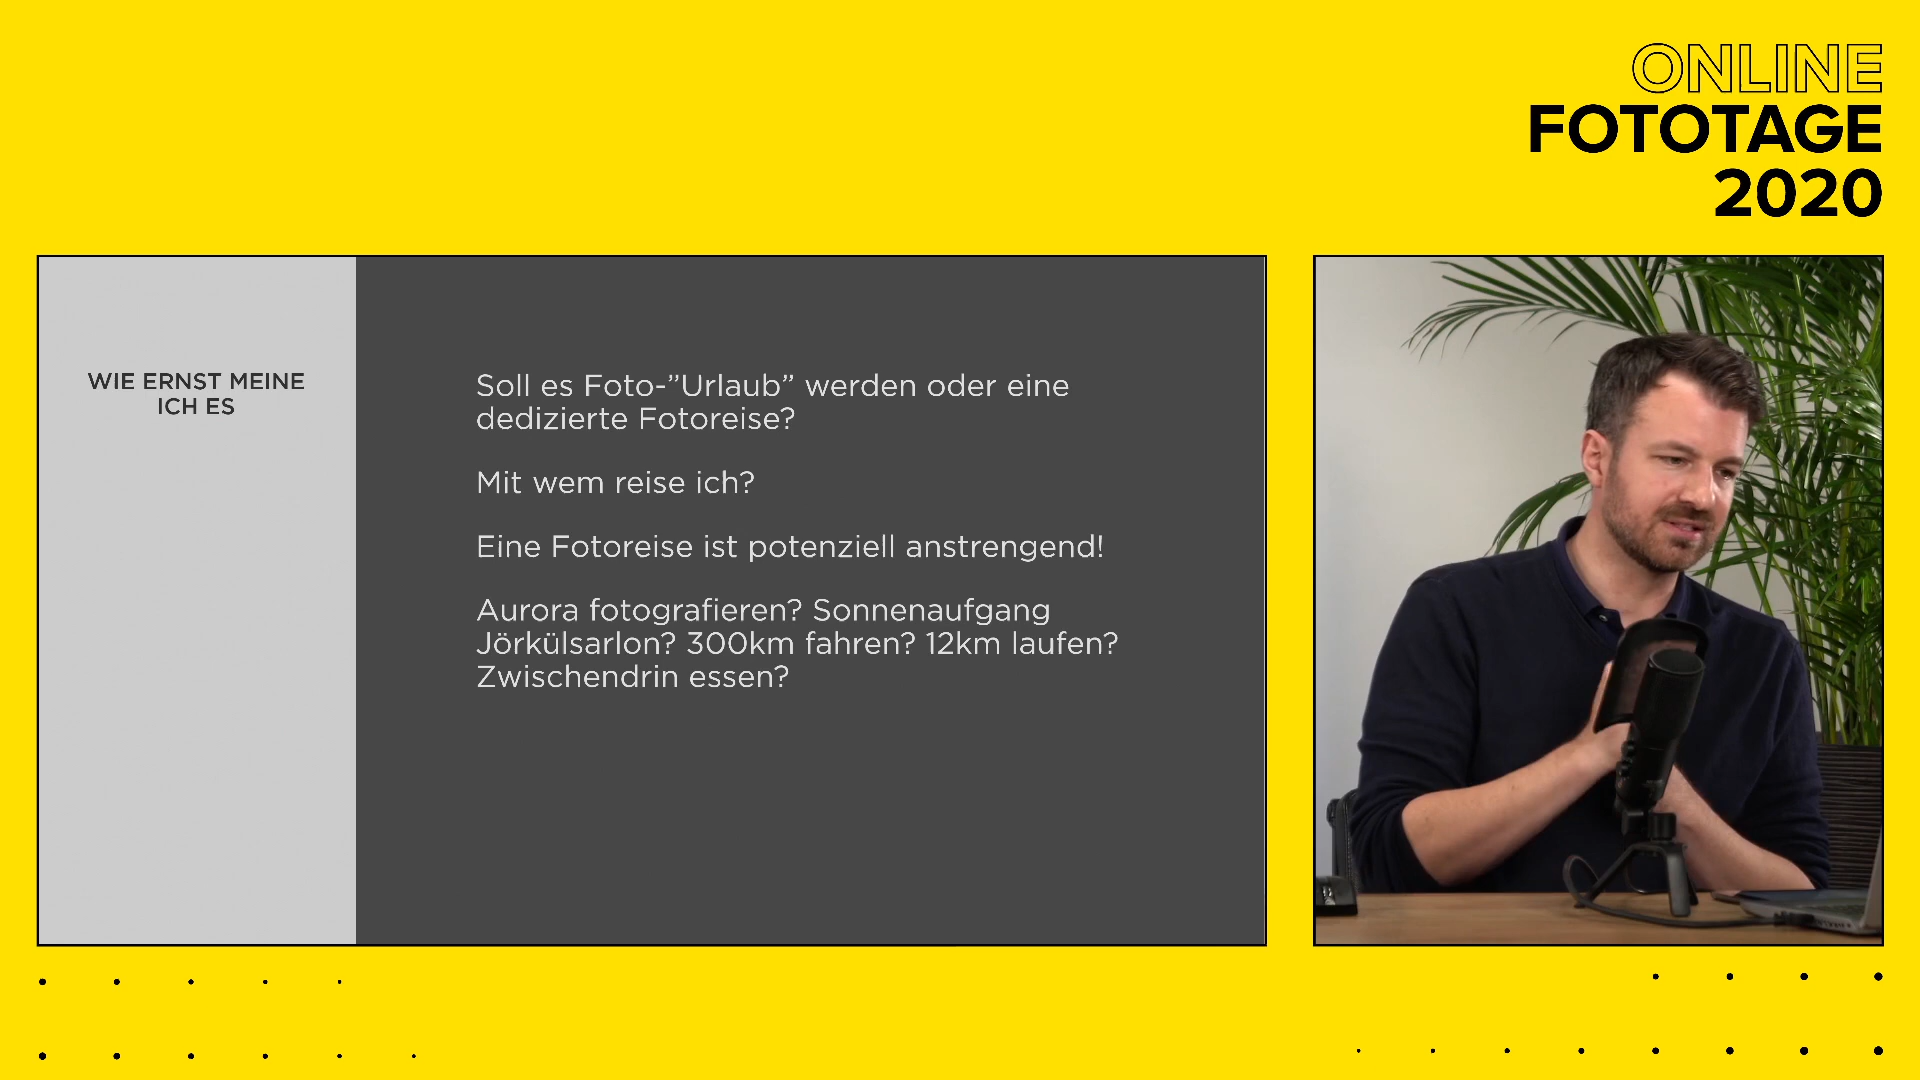 ONLINE
FOTOTAGE
2020
WIE ERNST MEINE
ICH ES
Soll es Foto-”Urlaub” werden oder eine
dedizierte Fotoreise?
Mit wem reise ich?
Eine Fotoreise ist potenziell anstrengend!
Aurora fotografieren? Sonnenaufgang
Jörkülsarlon? 300km fahren? 12km laufen?
Zwischendrin essen?